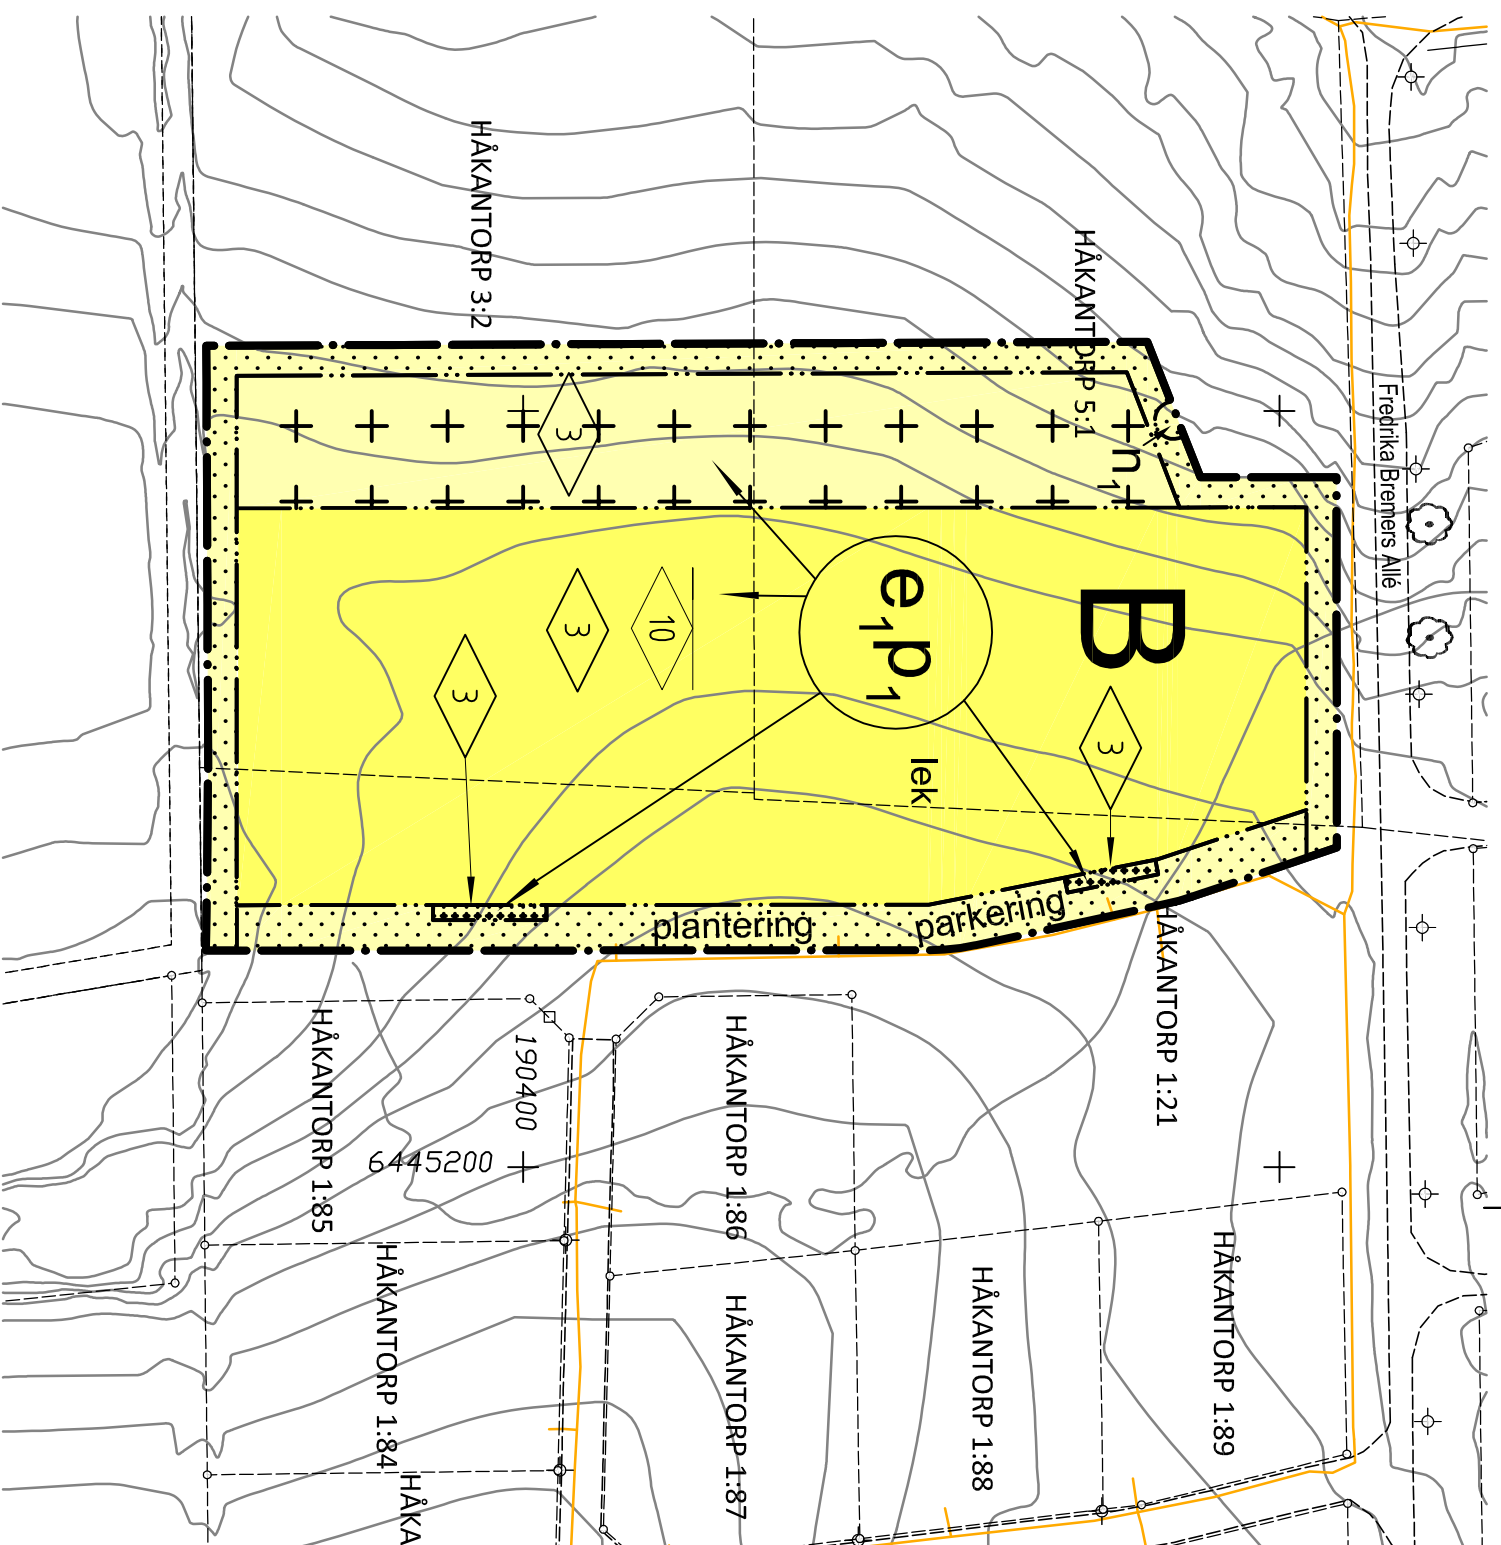 HÅKANTORP 3:2
HÅKANTORP 5:1
Fredrika Bremers Allé
3
n1
B
e1p1
10
3
3
3
lek
plantering
parkering
HÅKANTORP 1:21
HÅKANTORP 1:85
190400
6445200
HÅKANTORP 1:86
HÅKANTORP 1:84
HÅKANTORP 1:87
HÅKANTORP 1:88
HÅKANTORP 1:89
HÅKA